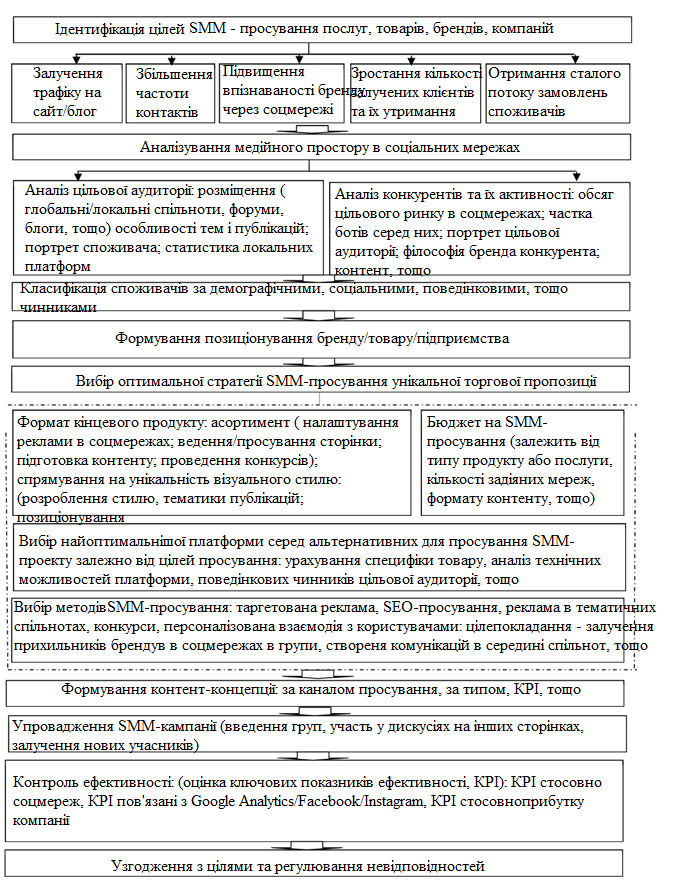 Ідентифікація цілей SMM - просування послуг, товарів, брендів, компаній
Залучення
трафіку на
сайт/блог
Збільшення
частоти
контактів
Підвищення
впізнаваності бренду
через соцмережі
Зростання кількості
залучених клієнтів
та їх утримання
Отримання сталого
потоку замовлень
споживачів
Аналізування медійного простору в соціальних мережах
Аналіз цільової аудиторії: розміщення (
глобальні/локальні спільноти, форуми,
блоги, тощо) особливості тем і публікацій;
портрет споживача; статистика локальних
платформ
Аналіз конкурентів та їх активності: обсяг
цільового ринку в соцмережах; частка
ботів серед них; портрет цільової
аудиторії; філософія бренда конкурента;
контент, тощо
Класифікація споживачів за демографічними, соціальними, поведінковими, тощо
чинниками
Формування позиціонування бренду/товару/підприємства
Вибір оптимальної стратегії SMM-просування унікальної торгової пропозиції
Формат кінцевого продукту: асортимент ( налаштування
реклами в соцмережах; ведення/просування сторінки;
підготовка контенту; проведення конкурсів);
спрямування на унікальність візуального стилю:
(розроблення стилю, тематики публікацій;
позиціонування
Бюджет на SMM-
просування (залежить від
типу продукту або послуги,
кількості задіяних мереж,
формату контенту, тощо)
Вибір найоптимальнішої платформи серед альтернативних для просування SMM-
проекту залежно від цілей просування: урахування специфіки товару, аналіз технічних
можливостей платформи, поведінкових чинників цільової аудиторії, тощо
Вибір методівSMM-просування: таргетована реклама, SEO-просування, реклама в тематичних
спільнотах, конкурси, персоналізована взаємодія з користувачами: цілепокладання - залучення
прихильників брендув в соцмережах в групи, створеня комунікацій в середині спільнот, тощо
Формування контент-концепції: за каналом просування, за типом, KPI, тощо
Упровадження SMM-кампанії (введення груп, участь у дискусіях на інших сторінках,
залучення нових учасників)
Контроль ефективності: (оцінка ключових показників ефективності, KPI): KPI стосовно
соцмереж, KPI пов'язані з Google Analytics/Facebook/Instagram, KPI стосовноприбутку
компанії
Узгодження з цілями та регулювання невідповідностей